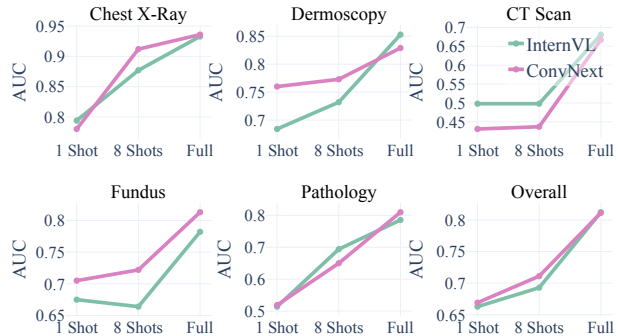 Chest X-Ray
AUC
0.95
0.9
0.85
0.8
1 Shot 8 Shots Full
Dermoscopy
AUC
0.85
0.8
0.75
0.7
1 Shot 8 Shots Full
CT Scan
AUC
0.7
0.65
0.6
0.55
0.5
0.45
InternVL
ConvNext
1 Shot 8 Shots Full
Fundus
AUC
0.8
0.75
0.7
0.65
1 Shot 8 Shots Full
Pathology
AUC
0.8
0.7
0.6
0.5
1 Shot 8 Shots Full
Overall
AUC
0.8
0.75
0.7
0.65
1 Shot 8 Shots Full